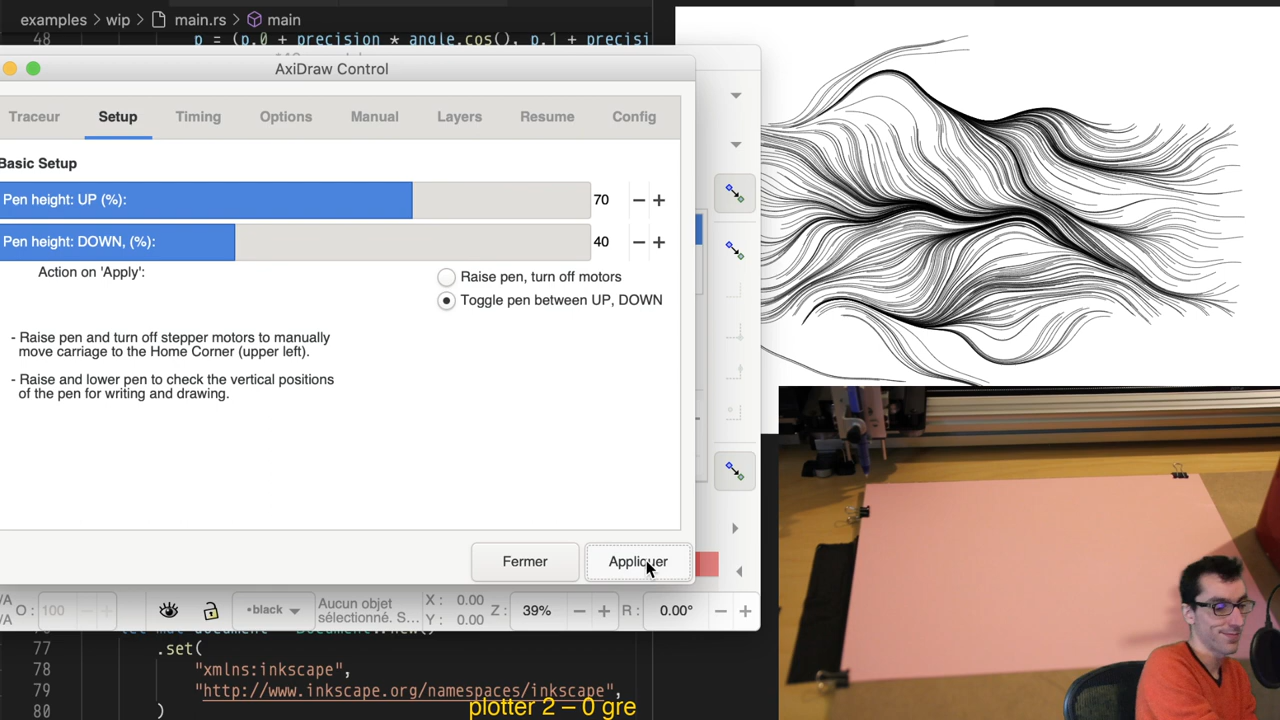 examples > wip > main.rs > main
48 p = (p.0 + precision * angle.cos(), p.1 + precisi
AxiDraw Control
Traceur Setup Timing Options Manual Layers Resume Config
Basic Setup
Pen height: UP (%): 70
Pen height: DOWN, (%): 40
Action on 'Apply':
Raise pen, turn off motors
Toggle pen between UP, DOWN
- Raise pen and turn off stepper motors to manually
move carriage to the Home Corner (upper left).
- Raise and lower pen to check the vertical positions
of the pen for writing and drawing.
Fermer Appliquer
/A
/A
O: 100
•black
Aucun objet
sélectionné. S...
X: 0.00
Y: 0.00
Z: 39%
R: 0.00°
77 .set(
78 "xmlns:inkscape",
79 "http://www.inkscape.org/namespaces/inkscape",
80 )
plotter 2 – 0 gre